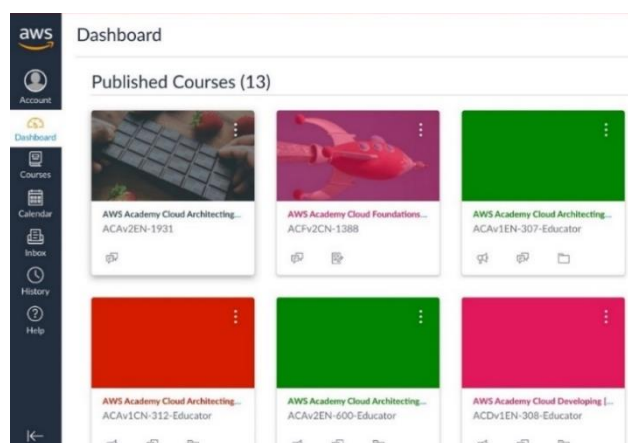 aws
Dashboard
Account
Dashboard
Courses
Calendar
Inbox
History
Help
Published Courses (13)
AWS Academy Cloud Architecting...
ACAv2EN-1931
AWS Academy Cloud Foundations...
ACFv2CN-1388
AWS Academy Cloud Architecting...
ACAv1EN-307-Educator
AWS Academy Cloud Architecting...
ACAv1CN-312-Educator
AWS Academy Cloud Architecting...
ACAv2EN-600-Educator
AWS Academy Cloud Developing [...
ACDv1EN-308-Educator